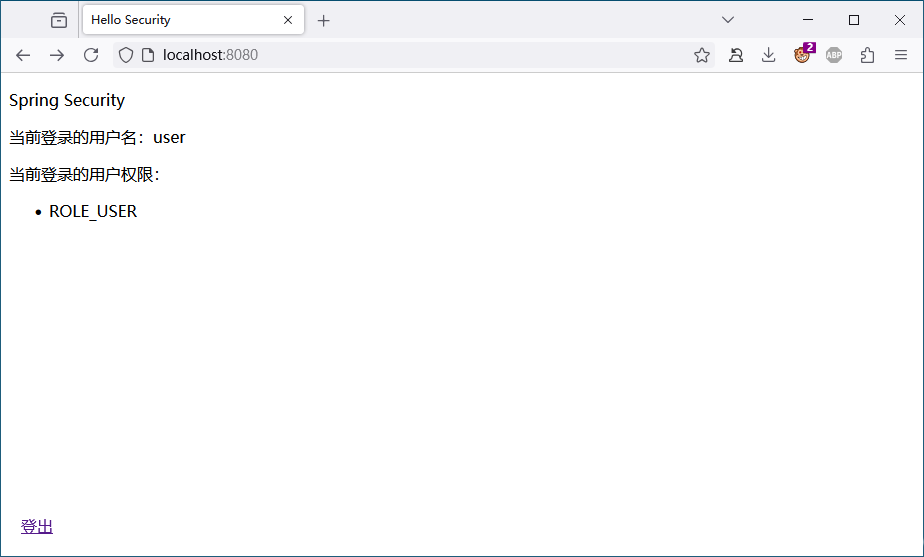 Hello Security
localhost:8080
2
ABP
Spring Security
当前登录的用户名：user
当前登录的用户权限：
• ROLE_USER
登出